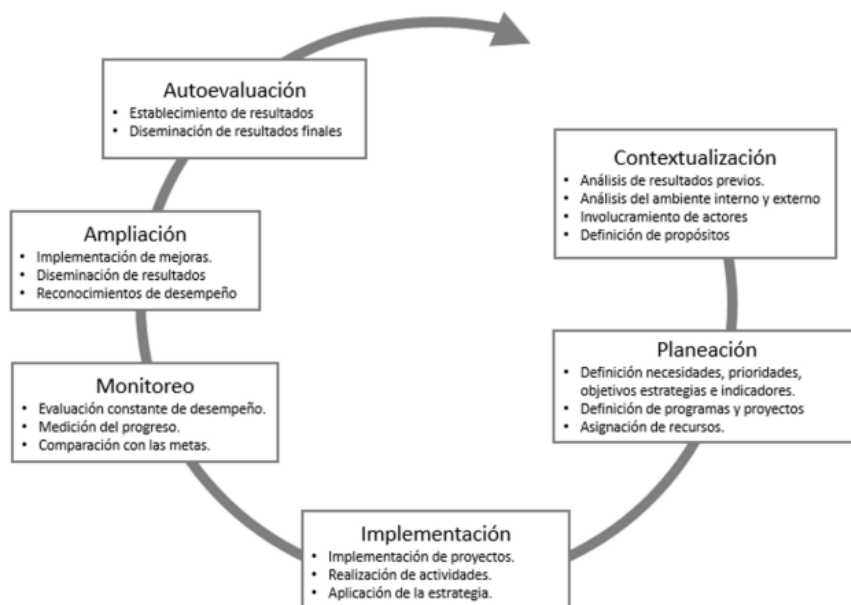 Autoevaluación
• Establecimiento de resultados
• Diseminación de resultados finales
Contextualización
• Análisis de resultados previos.
• Análisis del ambiente interno y externo
• Involucramiento de actores
• Definición de propósitos
Ampliación
• Implementación de mejoras.
• Diseminación de resultados
• Reconocimientos de desempeño
Planeación
• Definición necesidades, prioridades,
objetivos estrategias e indicadores.
• Definición de programas y proyectos
• Asignación de recursos.
Monitoreo
• Evaluación constante de desempeño.
• Medición del progreso.
• Comparación con las metas.
Implementación
• Implementación de proyectos.
• Realización de actividades.
• Aplicación de la estrategia.